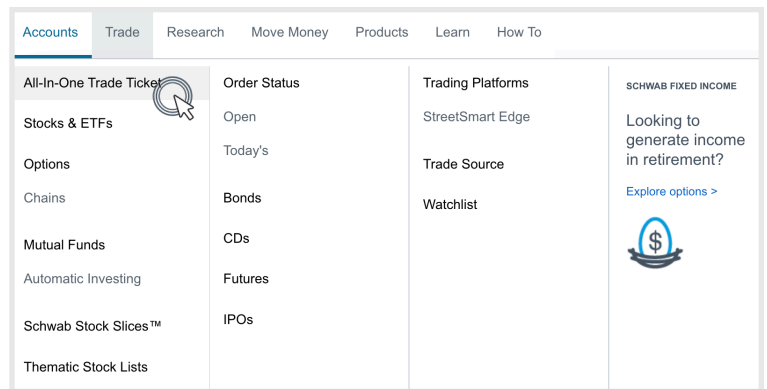 Accounts Trade Research Move Money Products Learn How To
All-In-One Trade Ticket
Stocks & ETFs
Options
Chains
Mutual Funds
Automatic Investing
Schwab Stock Slices™
Thematic Stock Lists
Order Status
Open
Today's
Bonds
CDs
Futures
IPOs
Trading Platforms
StreetSmart Edge
Trade Source
Watchlist
SCHWAB FIXED INCOME
Looking to
generate income
in retirement?
Explore options >
$